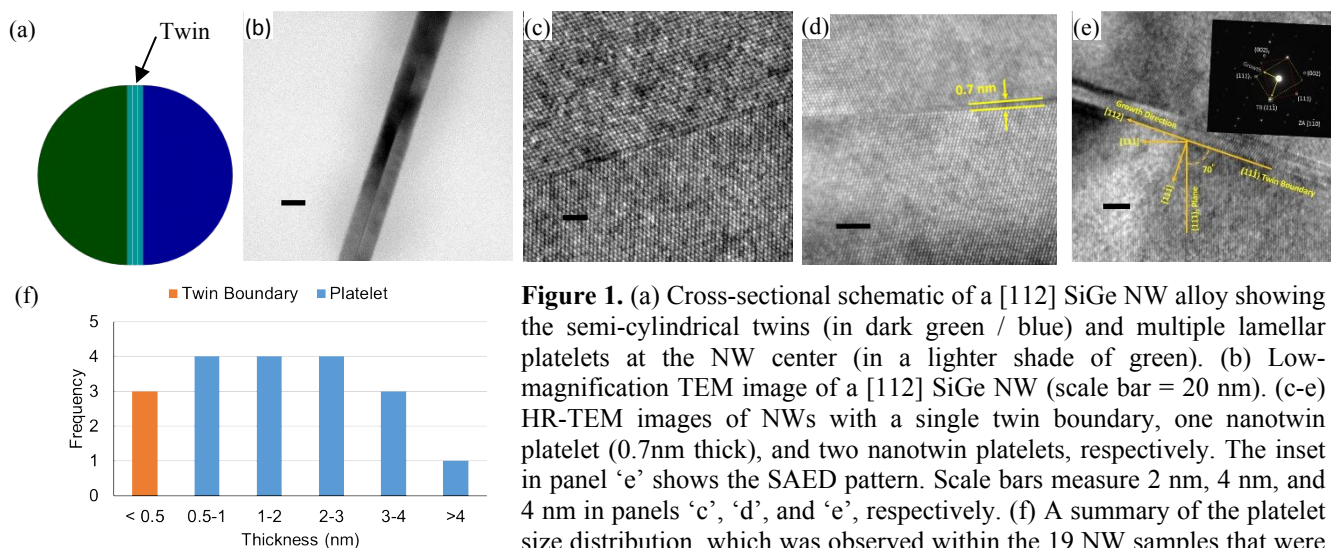 (a)
Twin
(b)
(c)
(d)
0.7 nm
(e)
Growth Direction
[112]
70°
Twin Boundary
Plane
(002)
Growth
(002)
(f)
Twin Boundary
Platelet
Frequency
5
4
3
2
1
0
< 0.5
0.5-1
1-2
2-3
3-4
>4
Thickness (nm)
Figure 1. (a) Cross-sectional schematic of a [112] SiGe NW alloy showing
the semi-cylindrical twins (in dark green / blue) and multiple lamellar
platelets at the NW center (in a lighter shade of green). (b) Low-
magnification TEM image of a [112] SiGe NW (scale bar = 20 nm). (c-e)
HR-TEM images of NWs with a single twin boundary, one nanotwin
platelet (0.7nm thick), and two nanotwin platelets, respectively. The inset
in panel ‘e’ shows the SAED pattern. Scale bars measure 2 nm, 4 nm, and
4 nm in panels ‘c’, ‘d’, and ‘e’, respectively. (f) A summary of the platelet
size distribution, which was observed within the 19 NW samples that were